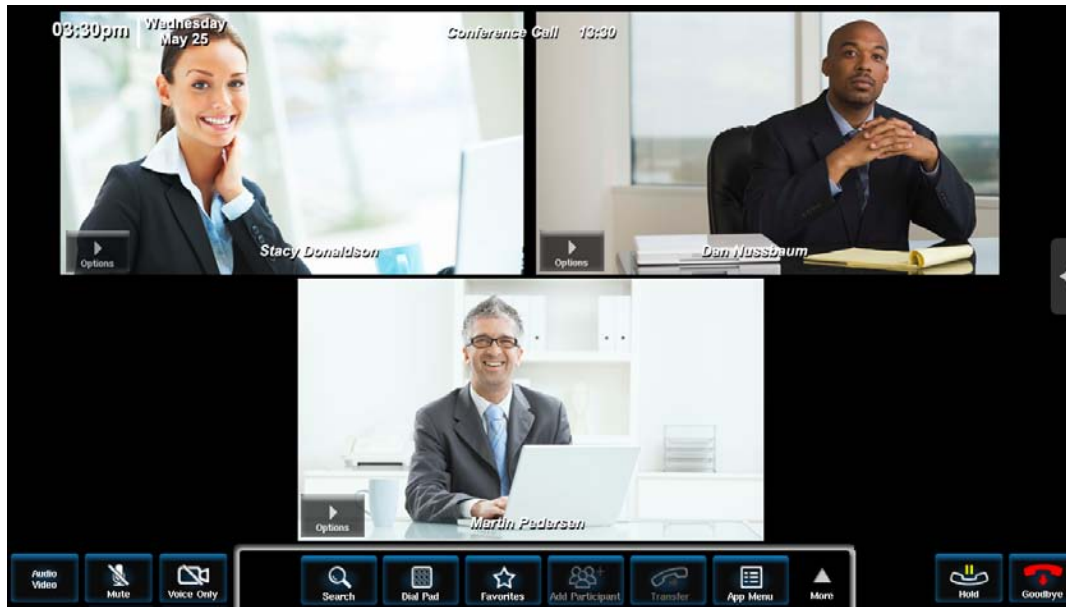 03:30pm
Wednesday
May 25
Conference Call 13:30
Options
Stacy Donaldson
Options
Dan Nussbaum
Options
Martin Pedersen
Audio
Video
Mute
Voice Only
Search
Dial Pad
Favorites
Add Participant
Transfer
App Menu
More
Hold
Goodbye